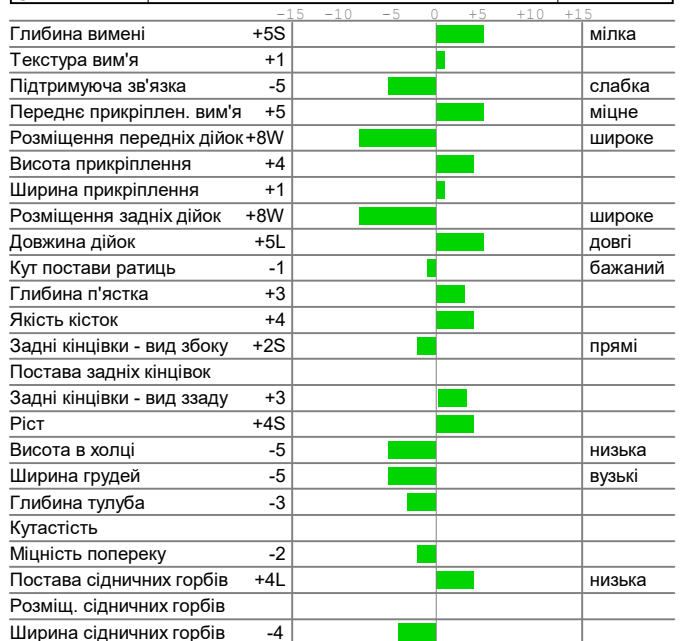 -15 -10 -5 0 +5 +10 +15
Глибина вимені +5S мілка
Текстура вим'я +1
Підтримуюча зв'язка -5 слабка
Переднє прикріплен. вим'я +5 міцне
Розміщення передніх дійок +8W широке
Висота прикріплення +4
Ширина прикріплення +1
Розміщення задніх дійок +8W широке
Довжина дійок +5L довгі
Кут постави ратиць -1 бажаний
Глибина п'ястка +3
Якість кісток +4
Задні кінцівки - вид збоку +2S прямі
Постава задніх кінцівок
Задні кінцівки - вид ззаду +3
Ріст +4S
Висота в холці -5 низька
Ширина грудей -5 вузькі
Глибина тулуба -3
Кутастість
Міцність попереку -2
Постава сідничних горбів +4L низька
Розміщ. сідничних горбів
Ширина сідничних горбів -4